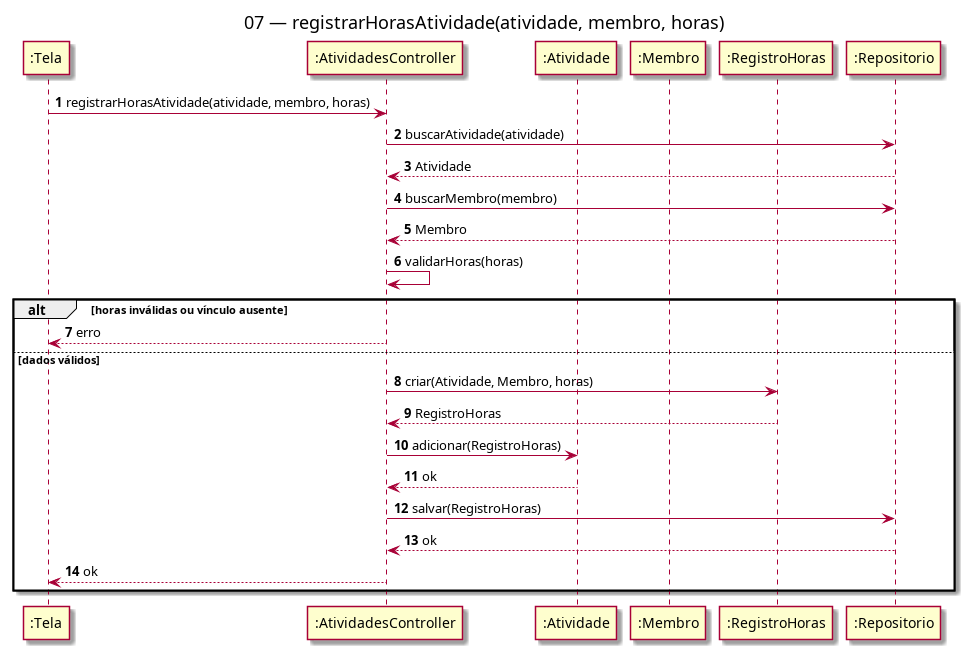 07 — registrarHorasAtividade(atividade, membro, horas)
:Tela :AtividadesController :Atividade :Membro :RegistroHoras :Repositorio
1 registrarHorasAtividade(atividade, membro, horas)
2 buscarAtividade(atividade)
3 Atividade
4 buscarMembro(membro)
5 Membro
6 validarHoras(horas)
alt [horas inválidas ou vínculo ausente]
7 erro
[dados válidos]
8 criar(Atividade, Membro, horas)
9 RegistroHoras
10 adicionar(RegistroHoras)
11 ok
12 salvar(RegistroHoras)
13 ok
14 ok
:Tela :AtividadesController :Atividade :Membro :RegistroHoras :Repositorio